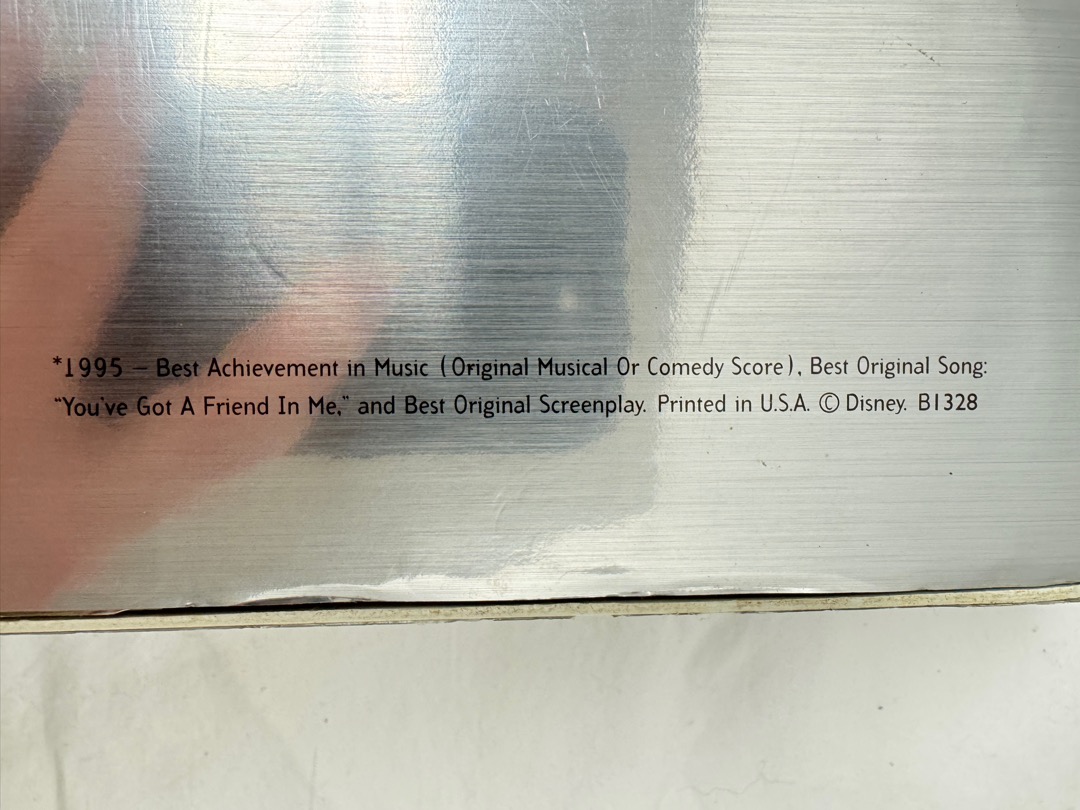 *1995 – Best Achievement in Music (Original Musical Or Comedy Score), Best Original Song:
"You've Got A Friend In Me," and Best Original Screenplay. Printed in U.S.A. © Disney. B1328